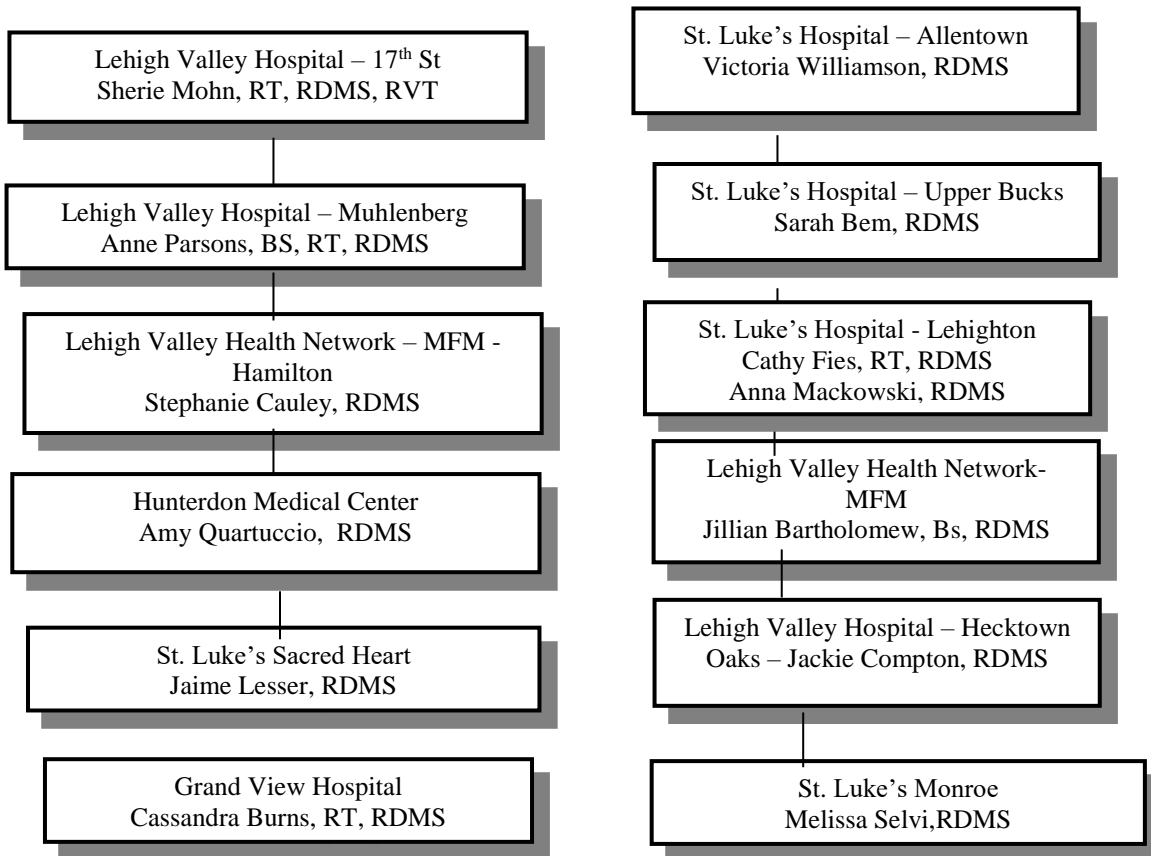 Lehigh Valley Hospital – 17th St
Sherie Mohn, RT, RDMS, RVT
Lehigh Valley Hospital – Muhlenberg
Anne Parsons, BS, RT, RDMS
Lehigh Valley Health Network – MFM -
Hamilton
Stephanie Cauley, RDMS
Hunterdon Medical Center
Amy Quartuccio,  RDMS
St. Luke’s Sacred Heart
Jaime Lesser, RDMS
Grand View Hospital
Cassandra Burns, RT, RDMS
St. Luke’s Hospital – Allentown
Victoria Williamson, RDMS
St. Luke’s Hospital – Upper Bucks
Sarah Bem, RDMS
St. Luke’s Hospital - Lehighton
Cathy Fies, RT, RDMS
Anna Mackowski, RDMS
Lehigh Valley Health Network-
MFM
Jillian Bartholomew, Bs, RDMS
Lehigh Valley Hospital – Hecktown
Oaks – Jackie Compton, RDMS
St. Luke’s Monroe
Melissa Selvi,RDMS